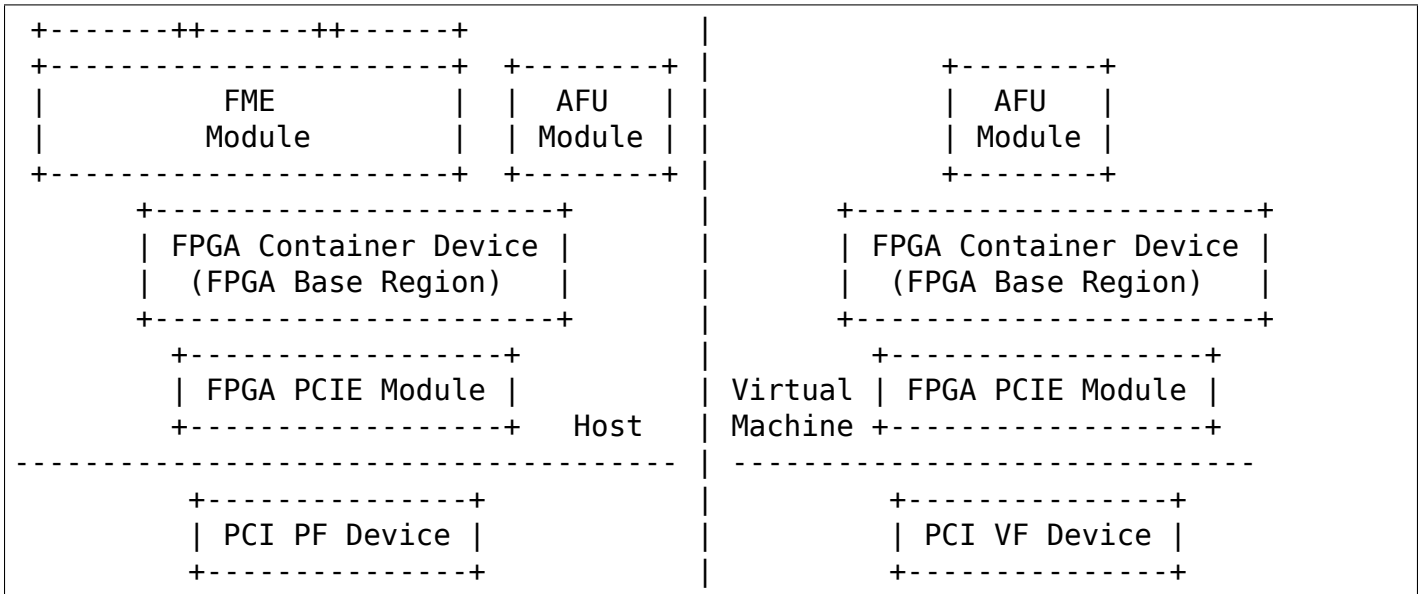 +-------++------++------+ |
+-----------------------+ +--------+ | +--------+
| FME | | AFU | | | AFU |
| Module | | Module | | | Module |
+-----------------------+ +--------+ | +--------+
+-----------------------+ | +-----------------------+
| FPGA Container Device | | | FPGA Container Device |
| (FPGA Base Region) | | | (FPGA Base Region) |
+-----------------------+ | +-----------------------+
+------------------+ | +------------------+
| FPGA PCIE Module | | Virtual | FPGA PCIE Module |
+------------------+ Host | Machine +------------------+
-------------------------------------- | ------------------------------
+---------------+ | +---------------+
| PCI PF Device | | | PCI VF Device |
+---------------+ | +---------------+